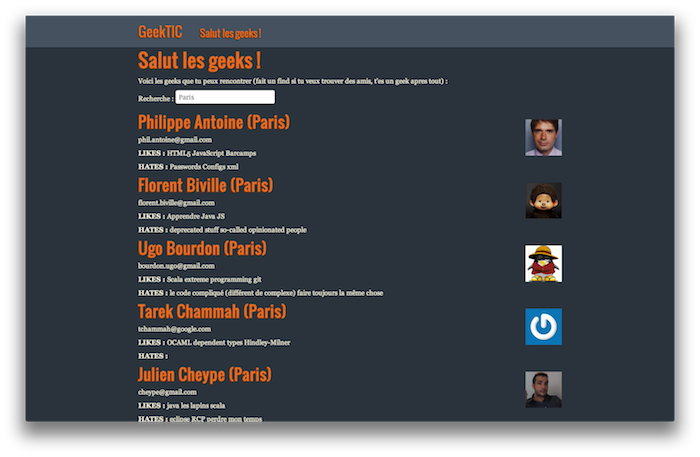 GeekTIC Salut les geeks !
Salut les geeks !
Voici les geeks que tu peux rencontrer (fait un find si tu veux trouver des amis, t'es un geek apres tout) :
Recherche : Paris
Philippe Antoine (Paris)
phil.antoine@gmail.com
LIKES : HTML5 JavaScript Barcamps
HATES : Passwords Configs xml
Florent Biville (Paris)
florent.biville@gmail.com
LIKES : Apprendre Java JS
HATES : deprecated stuff so-called opinionated people
Ugo Bourdon (Paris)
bourdon.ugo@gmail.com
LIKES : Scala extreme programming git
HATES : le code compliqué (différent de complexe) faire toujours la même chose
Tarek Chammah (Paris)
tchammah@google.com
LIKES : OCAML dependent types Hindley-Milner
HATES :
Julien Cheype (Paris)
cheype@gmail.com
LIKES : java les lapins scala
HATES : eclipse RCP perdre mon temps